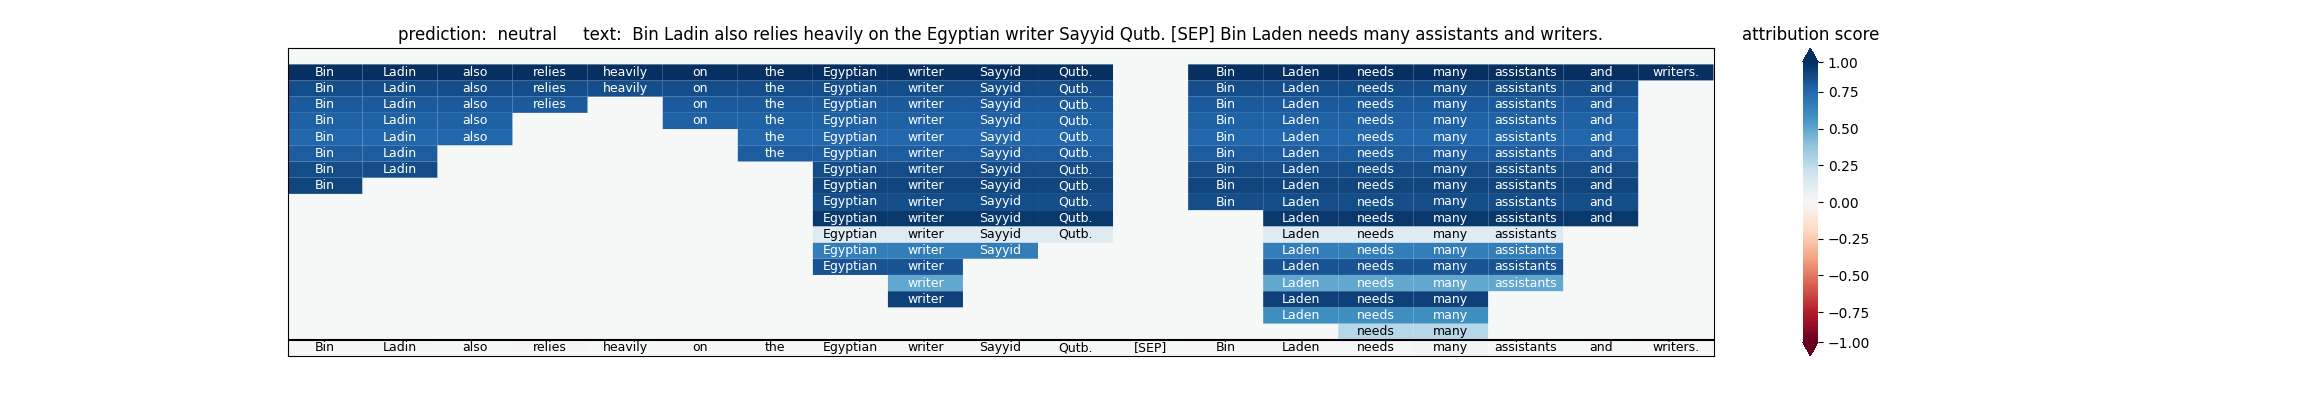 prediction:  neutral     text:  Bin Ladin also relies heavily on the Egyptian writer Sayyid Qutb. [SEP] Bin Laden needs many assistants and writers.
attribution score
Bin Ladin also relies heavily on the Egyptian writer Sayyid Qutb. Bin Laden needs many assistants and writers.
Bin Ladin also relies heavily on the Egyptian writer Sayyid Qutb. Bin Laden needs many assistants and
Bin Ladin also relies on the Egyptian writer Sayyid Qutb. Bin Laden needs many assistants and
Bin Ladin also on the Egyptian writer Sayyid Qutb. Bin Laden needs many assistants and
Bin Ladin also the Egyptian writer Sayyid Qutb. Bin Laden needs many assistants and
Bin Ladin the Egyptian writer Sayyid Qutb. Bin Laden needs many assistants and
Bin Ladin Egyptian writer Sayyid Qutb. Bin Laden needs many assistants and
Bin Egyptian writer Sayyid Qutb. Bin Laden needs many assistants and
Egyptian writer Sayyid Qutb. Bin Laden needs many assistants and
Egyptian writer Sayyid Qutb. Laden needs many assistants and
Egyptian writer Sayyid Qutb. Laden needs many assistants
Egyptian writer Sayyid Laden needs many assistants
Egyptian writer Laden needs many assistants
writer Laden needs many assistants
writer Laden needs many
Laden needs many
needs many
Bin Ladin also relies heavily on the Egyptian writer Sayyid Qutb. [SEP] Bin Laden needs many assistants and writers.
1.00
0.75
0.50
0.25
0.00
−0.25
−0.50
−0.75
−1.00